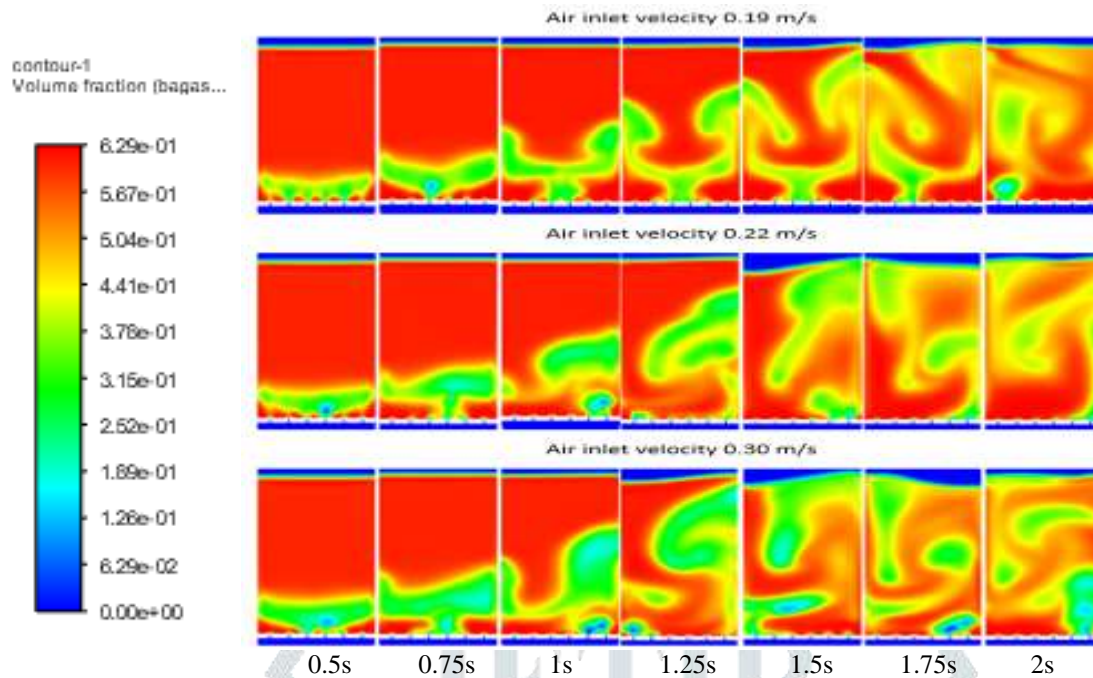 Air inlet velocity 0.19 m/s
contour-1
Volume fraction (bagas...
6.29e-01
5.67e-01
5.04e-01
4.41e-01
3.78e-01
3.15e-01
2.52e-01
1.89e-01
1.26e-01
6.29e-02
0.00e+00
Air inlet velocity 0.22 m/s
Air inlet velocity 0.30 m/s
0.5s 0.75s 1s 1.25s 1.5s 1.75s 2s